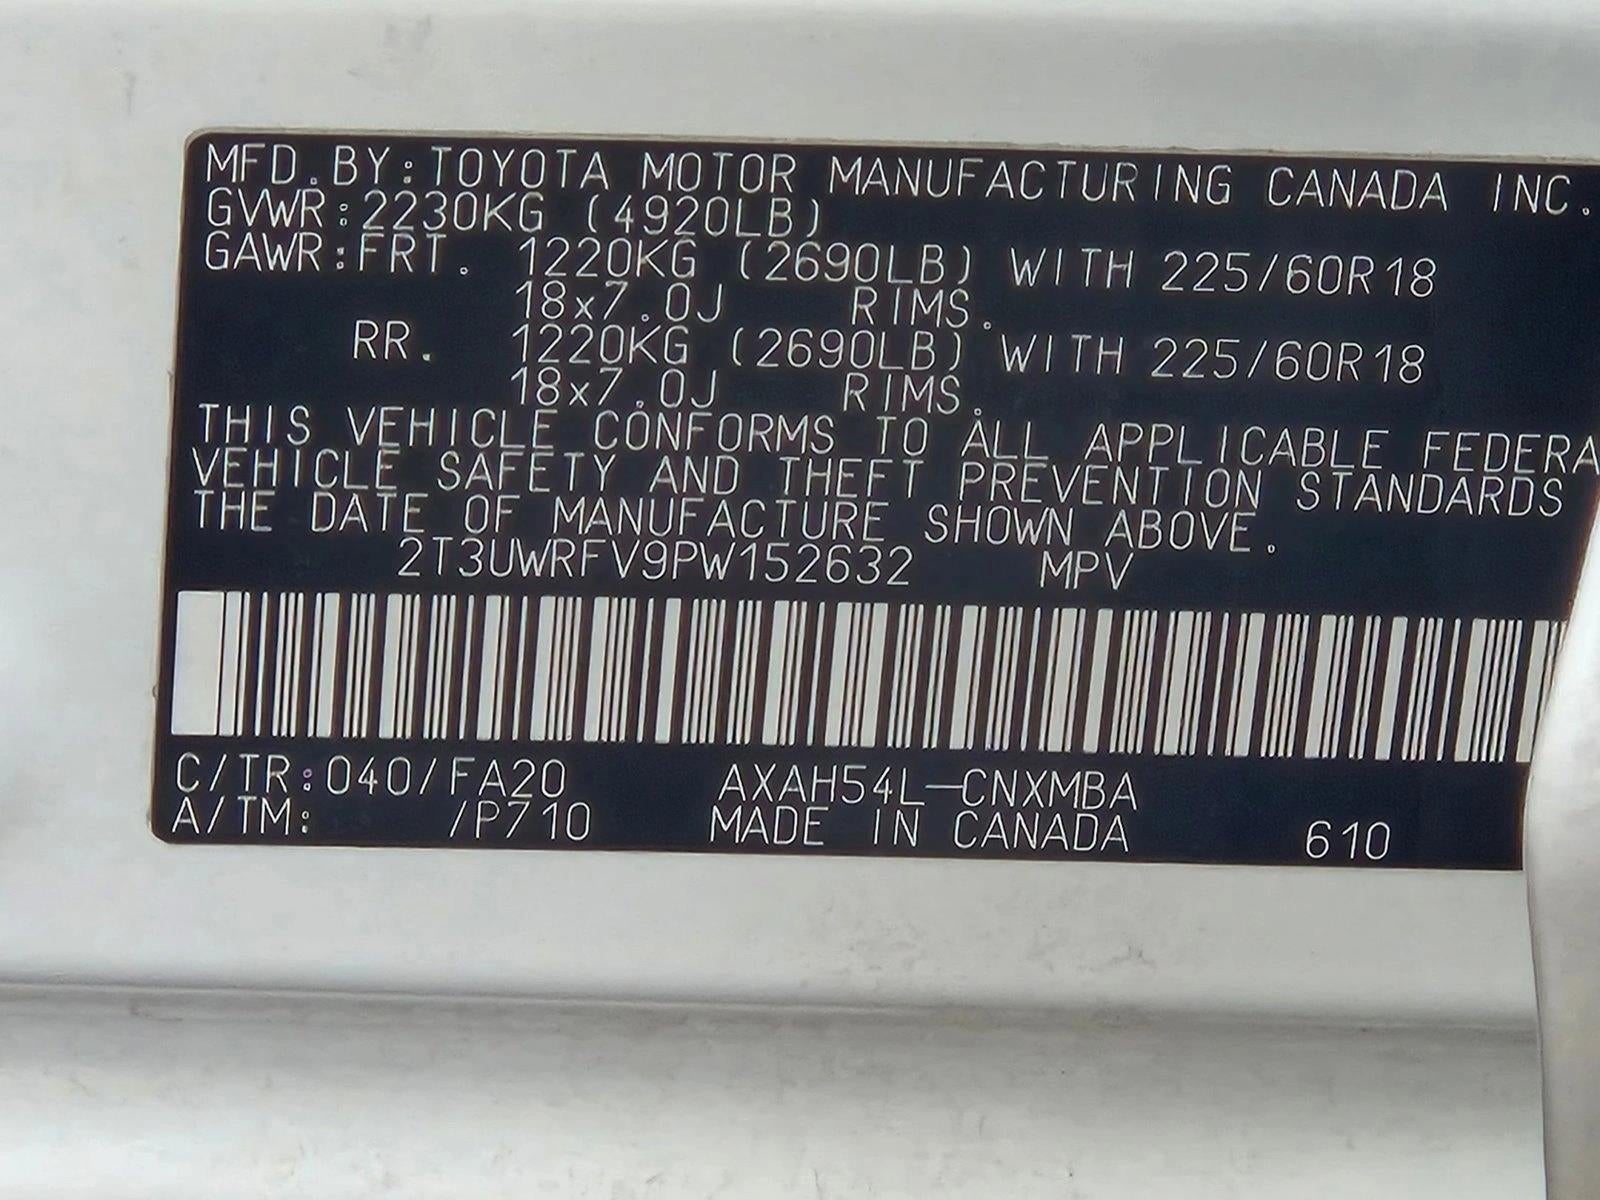 MFD.BY:TOYOTA MOTOR MANUFACTURING CANADA INC.
GVWR:2230KG (4920LB)
GAWR:FRT. 1220KG (2690LB) WITH 225/60R18
18x7.0J RIMS.
RR. 1220KG (2690LB) WITH 225/60R18
18x7.0J RIMS.
THIS VEHICLE CONFORMS TO ALL APPLICABLE FEDERA
VEHICLE SAFETY AND THEFT PREVENTION STANDARDS
THE DATE OF MANUFACTURE SHOWN ABOVE.
2T3UWRFV9PW152632 MPV
C/TR:040/FA20 AXAH54L-CNXMBA
A/TM: /P710 MADE IN CANADA 610